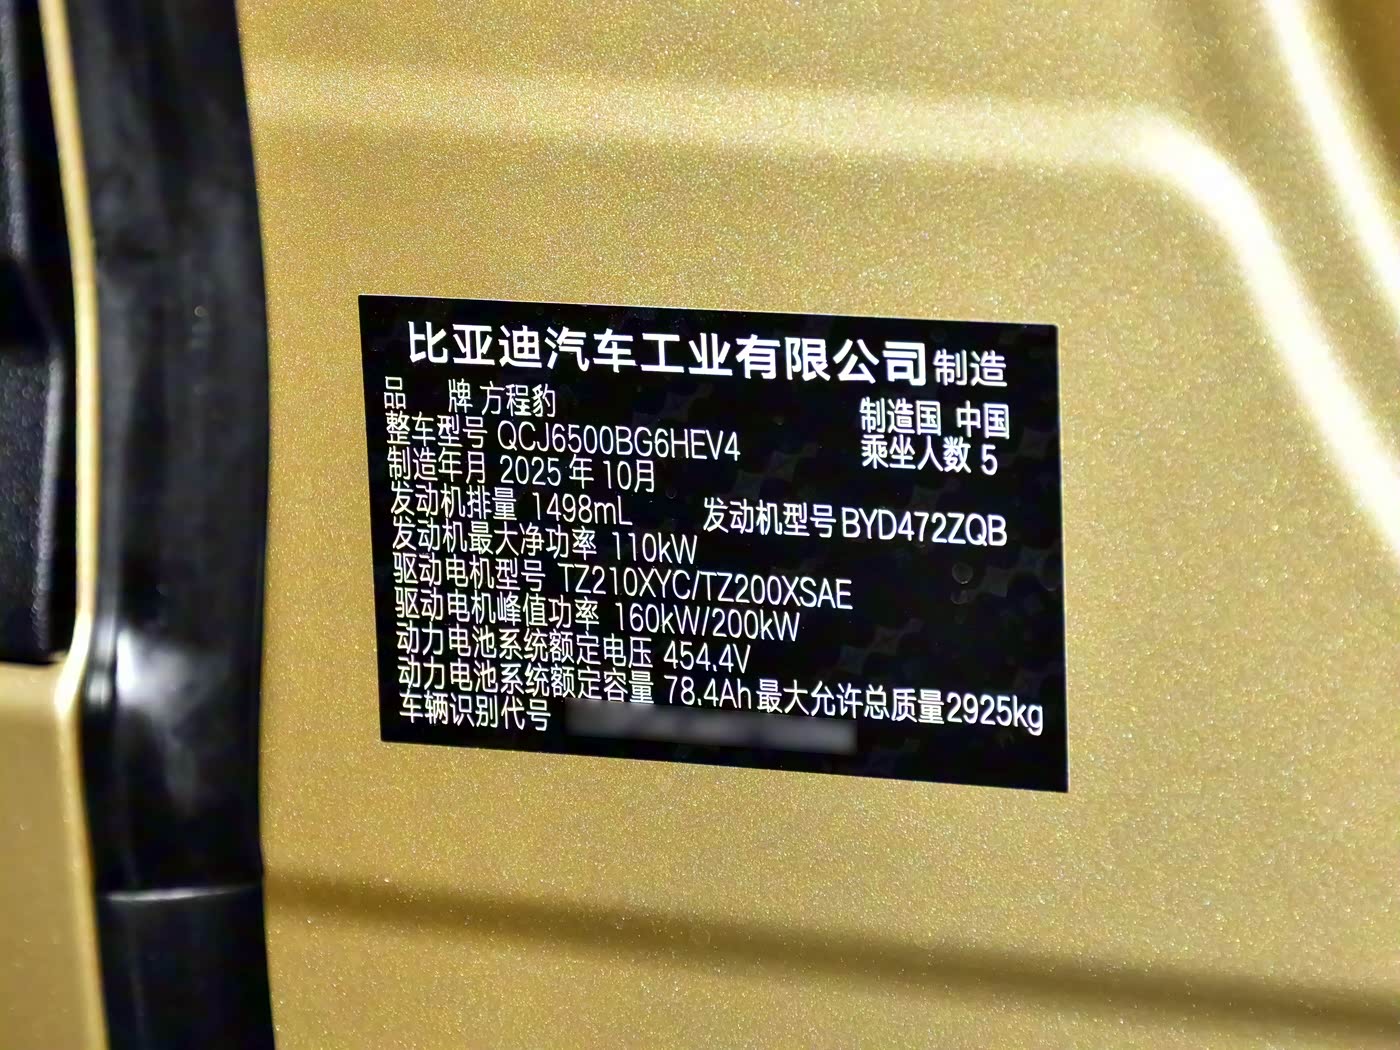 比亚迪汽车工业有限公司制造
品 牌 方程豹 制造国 中国
整车型号 QCJ6500BG6HEV4 乘坐人数 5
制造年月 2025 年 10月
发动机排量 1498mL 发动机型号 BYD472ZQB
发动机最大净功率 110kW
驱动电机型号 TZ210XYC/TZ200XSAE
驱动电机峰值功率 160kW/200kW
动力电池系统额定电压 454.4V
动力电池系统额定容量 78.4Ah 最大允许总质量2925kg
车辆识别代号